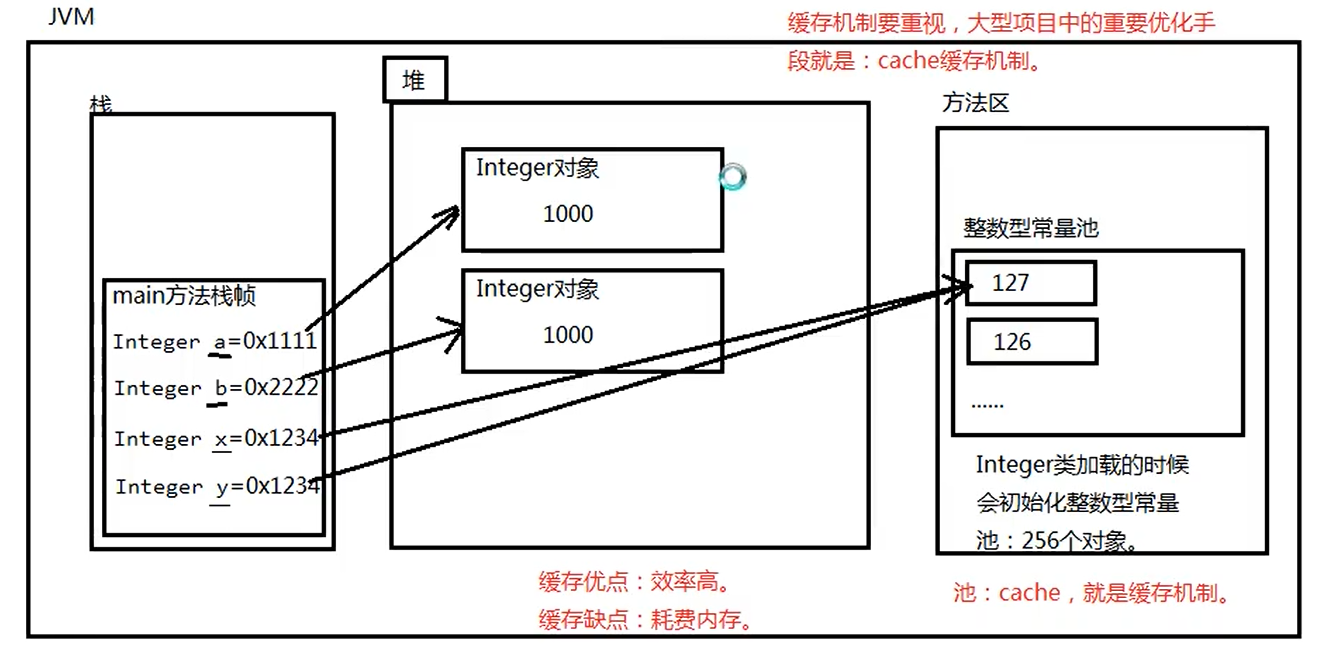 JVM
缓存机制要重视，大型项目中的重要优化手
段就是：cache缓存机制。
栈
堆
方法区
Integer对象
1000
Integer对象
1000
main方法栈帧
Integer a=0x1111
Integer b=0x2222
Integer x=0x1234
Integer y=0x1234
整数型常量池
127
126
......
Integer类加载的时候
会初始化整数型常量
池：256个对象。
缓存优点：效率高。
缓存缺点：耗费内存。
池：cache，就是缓存机制。